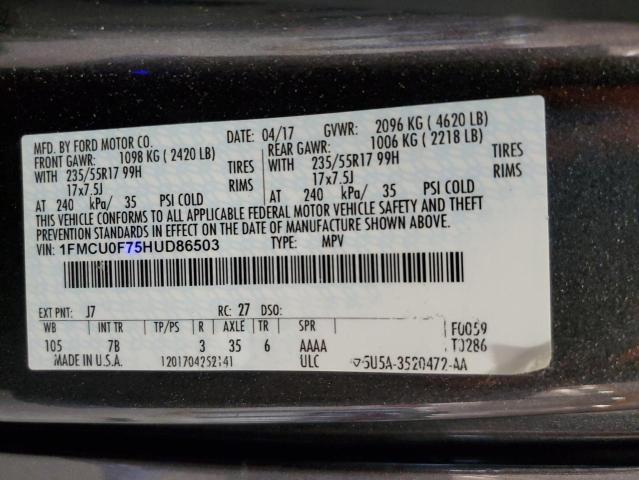 MFD. BY FORD MOTOR CO. DATE: 04/17 GVWR: 2096 KG ( 4620 LB)
FRONT GAWR: 1098 KG ( 2420 LB) REAR GAWR: 1006 KG ( 2218 LB)
WITH 235/55R17 99H TIRES WITH 235/55R17 99H TIRES
17x7.5J RIMS 17x7.5J RIMS
AT 240 kPa/ 35 PSI COLD AT 240 kPa/ 35 PSI COLD
THIS VEHICLE CONFORMS TO ALL APPLICABLE FEDERAL MOTOR VEHICLE SAFETY AND THEFT
PREVENTION STANDARDS IN EFFECT ON THE DATE OF MANUFACTURE SHOWN ABOVE.
VIN: 1FMCU0F75HUD86503 TYPE: MPV
EXT PNT: J7 RC: 27 DSO:
WB INT TR TP/PS R AXLE TR SPR F0059
105 7B 3 35 6 AAAA T0286
MADE IN U.S.A. 1201704252141 ULC 5U5A-3520472-AA